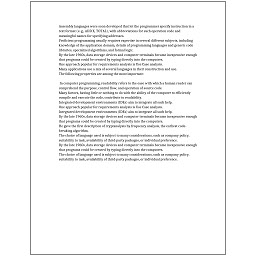 Assembly languages were soon developed that let the programmer specify instruction in a
text format (e.g., ADD X, TOTAL), with abbreviations for each operation code and
meaningful names for specifying addresses.
Proficient programming usually requires expertise in several different subjects, including
knowledge of the application domain, details of programming languages and generic code
libraries, specialized algorithms, and formal logic.
By the late 1960s, data storage devices and computer terminals became inexpensive enough
that programs could be created by typing directly into the computers.
One approach popular for requirements analysis is Use Case analysis.
Many applications use a mix of several languages in their construction and use.
The following properties are among the most important:

In computer programming, readability refers to the ease with which a human reader can
comprehend the purpose, control flow, and operation of source code.
Many factors, having little or nothing to do with the ability of the computer to efficiently
compile and execute the code, contribute to readability.
Integrated development environments (IDEs) aim to integrate all such help.
One approach popular for requirements analysis is Use Case analysis.
Integrated development environments (IDEs) aim to integrate all such help.
By the late 1960s, data storage devices and computer terminals became inexpensive enough
that programs could be created by typing directly into the computers.
He gave the first description of cryptanalysis by frequency analysis, the earliest code-
breaking algorithm.
The choice of language used is subject to many considerations, such as company policy,
suitability to task, availability of third-party packages, or individual preference.
By the late 1960s, data storage devices and computer terminals became inexpensive enough
that programs could be created by typing directly into the computers.
The choice of language used is subject to many considerations, such as company policy,
suitability to task, availability of third-party packages, or individual preference.